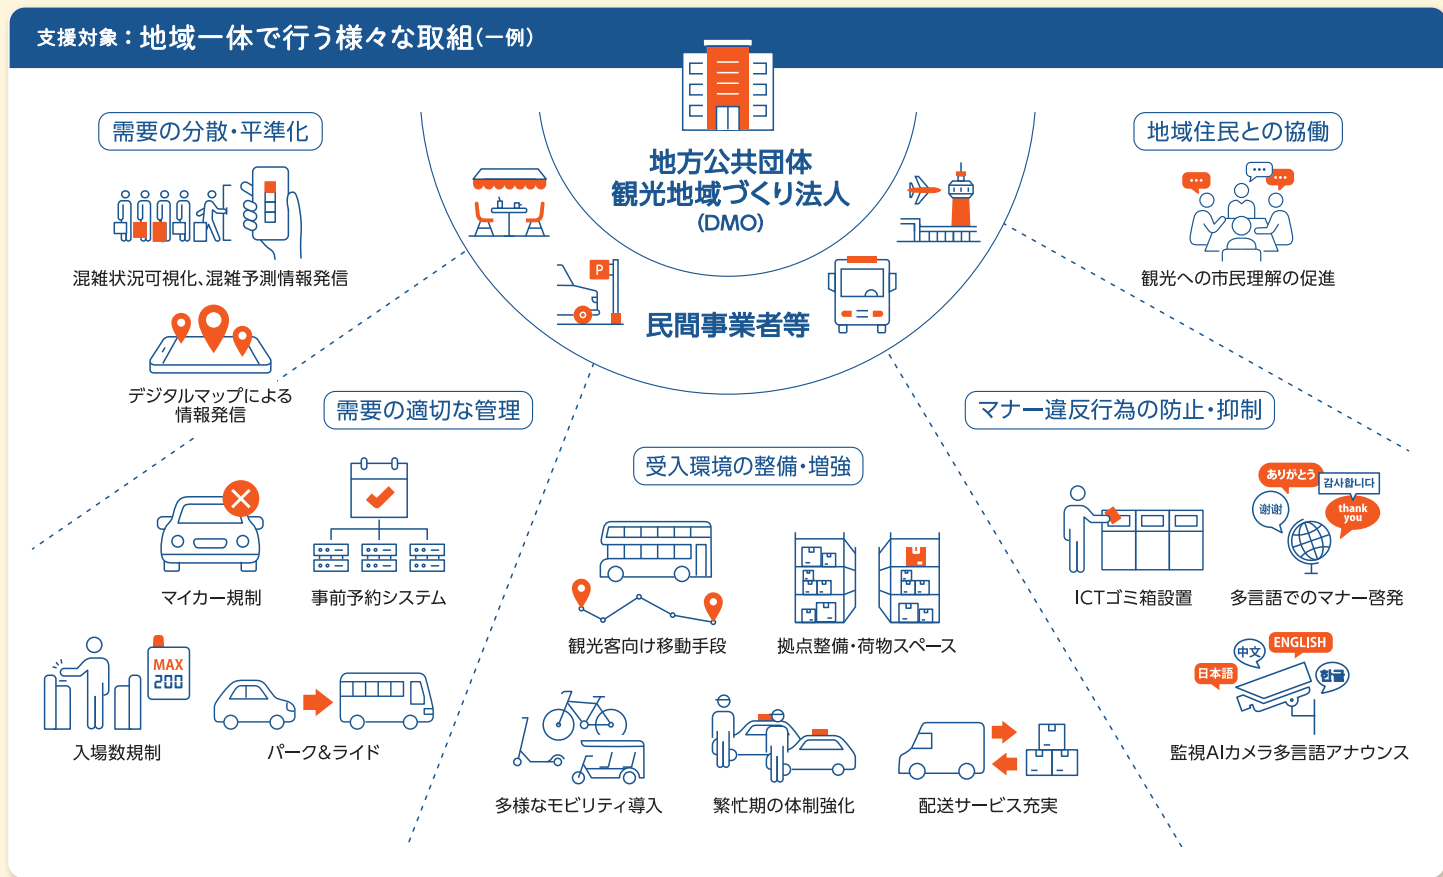 支援対象：地域一体で行う様々な取組（一例）
地方公共団体
観光地域づくり法人
(DMO)
P
民間事業者等
需要の分散・平準化
混雑状況可視化、混雑予測情報発信
デジタルマップによる
情報発信
需要の適切な管理
マイカー規制
事前予約システム
MAX
200
入場数規制
パーク&ライド
受入環境の整備・増強
観光客向け移動手段
拠点整備・荷物スペース
多様なモビリティ導入
繁忙期の体制強化
配送サービス充実
マナー違反行為の防止・抑制
ICTゴミ箱設置
ありがとう
감사합니다
谢谢
thank
you
多言語でのマナー啓発
日本語
中文
ENGLISH
한글
監視AIカメラ多言語アナウンス
地域住民との協働
観光への市民理解の促進